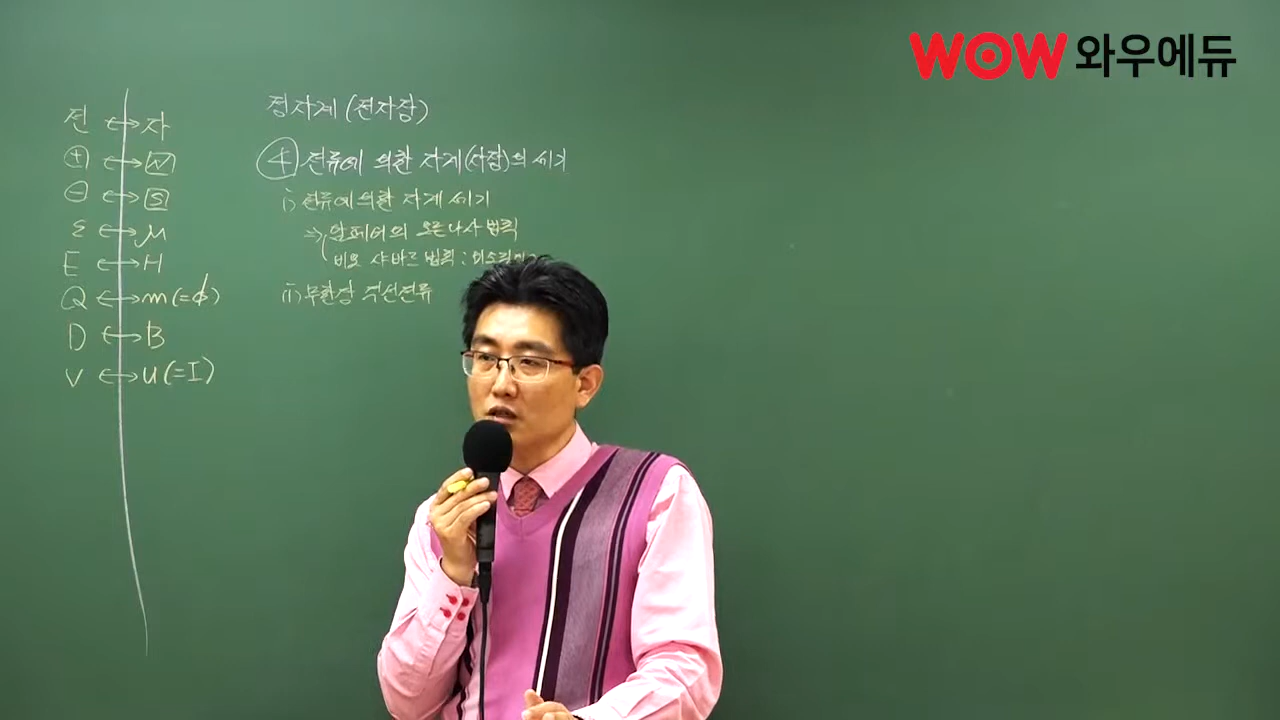 WOW 와우에듀
전 ↔ 자
⊕ ↔ N
⊖ ↔ S
ε ↔ μ
E ↔ H
Q ↔ m(=ϕ)
D ↔ B
V ↔ u(=I)
정자계 (전자장)
④ 전류에 의한 자계(자장)의 세기
i) 전류에 의한 자계 세기
⇒ 앙페어의 오른나사 법칙
비오 샤바르 법칙 :
ii) 무한장 직선전류